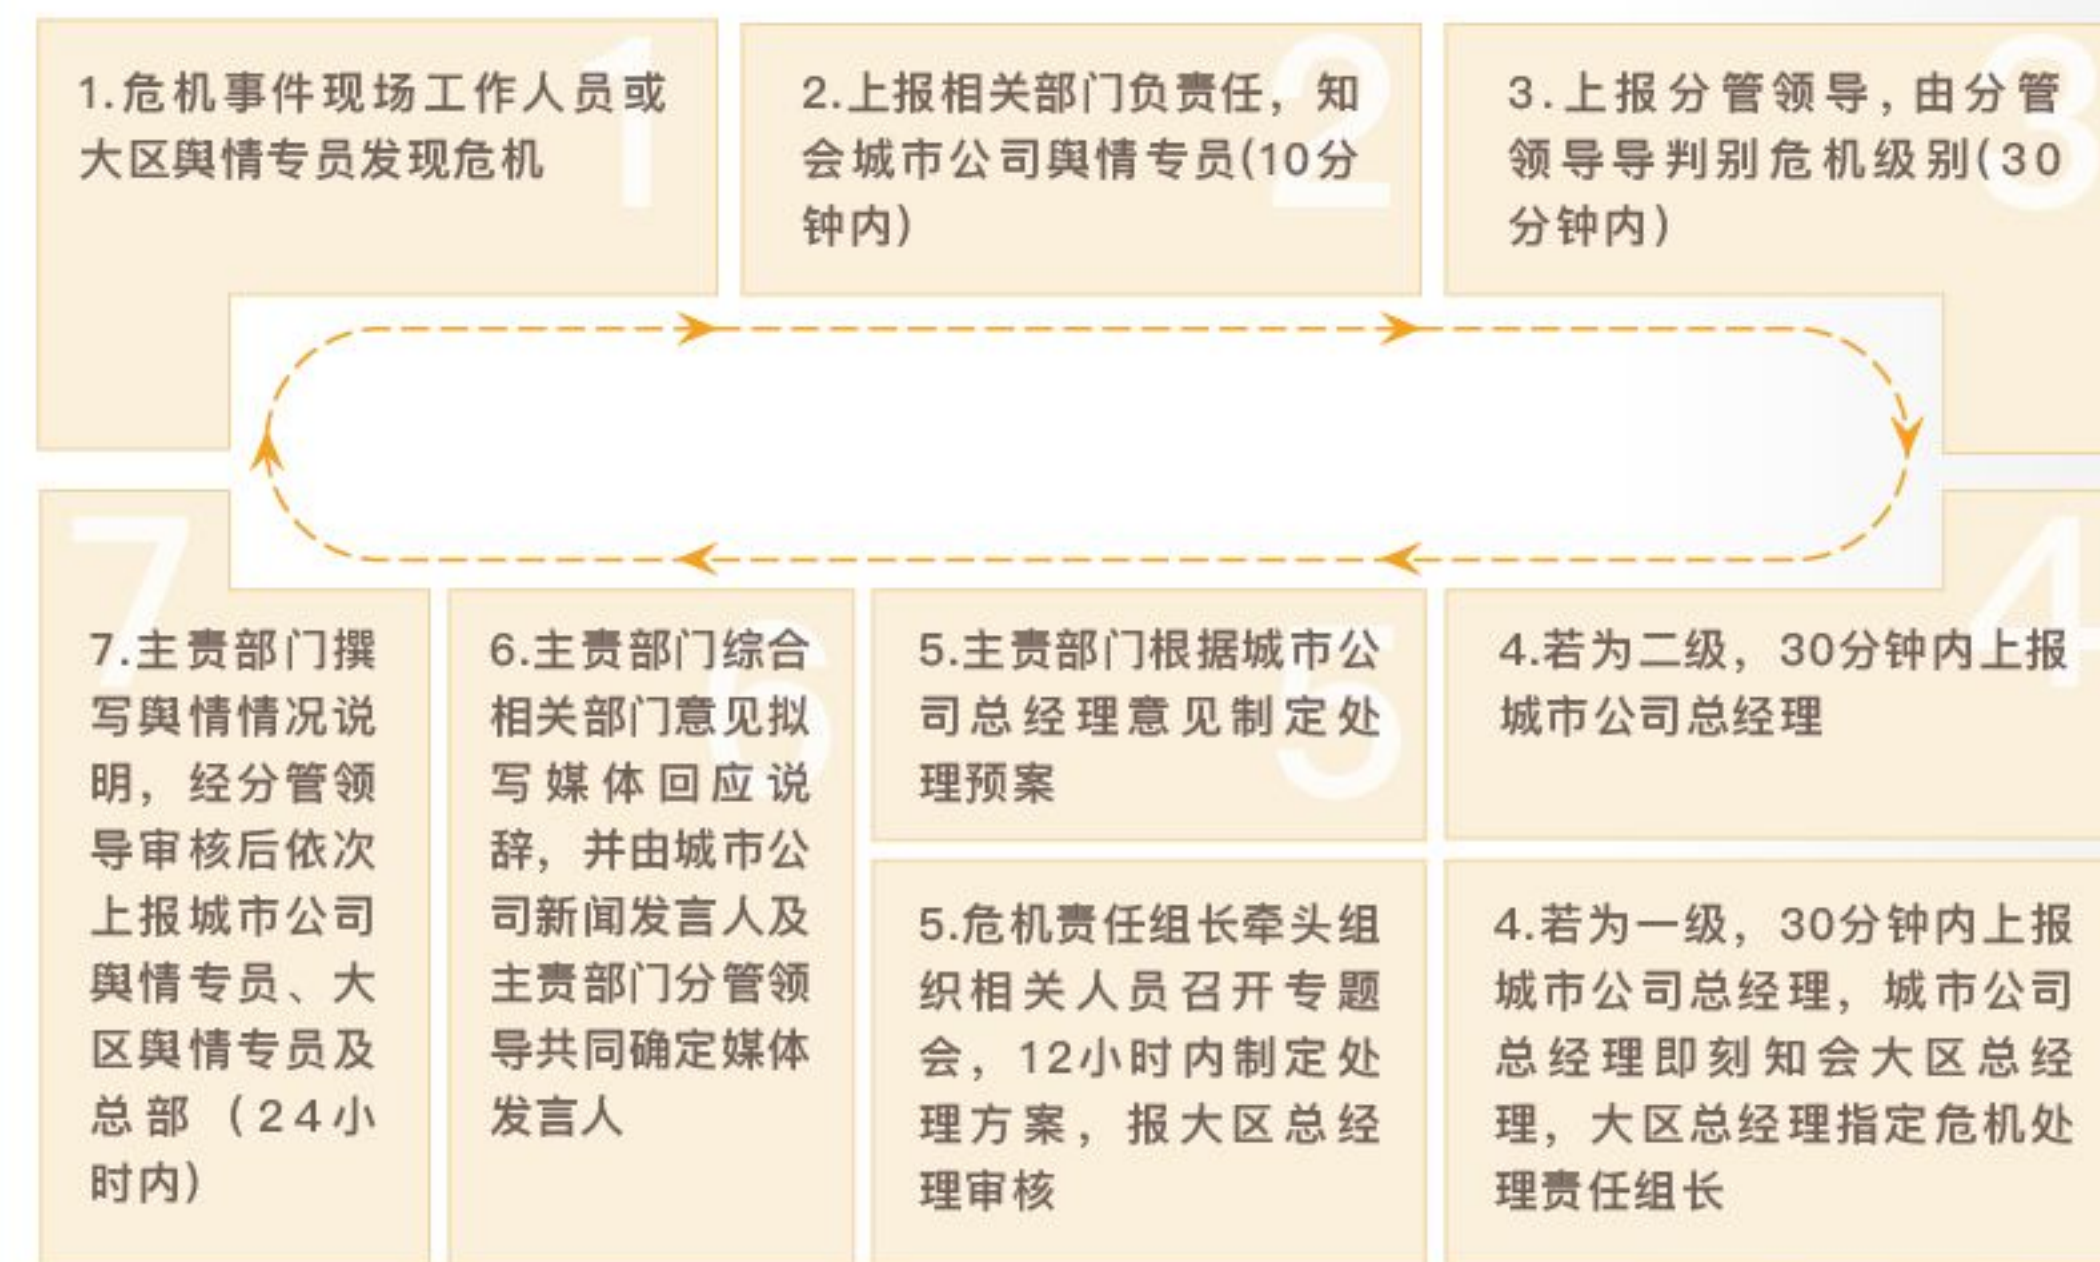 1
1.危机事件现场工作人员或
大区舆情专员发现危机
2
2.上报相关部门负责任，知
会城市公司舆情专员(10分
钟内)
3
3.上报分管领导,由分管
领导导判别危机级别(30
分钟内)
4
4.若为二级，30分钟内上报
城市公司总经理
4.若为一级，30分钟内上报
城市公司总经理，城市公司
总经理即刻知会大区总经
理，大区总经理指定危机处
理责任组长
5
5.主责部门根据城市公
司总经理意见制定处
理预案
5.危机责任组长牵头组
织相关人员召开专题
会，12小时内制定处
理方案，报大区总经
理审核
6
6.主责部门综合
相关部门意见拟
写媒体回应说
辞，并由城市公
司新闻发言人及
主责部门分管领
导共同确定媒体
发言人
7
7.主责部门撰
写舆情情况说
明，经分管领
导审核后依次
上报城市公司
舆情专员、大
区舆情专员及
总部（24小
时内）